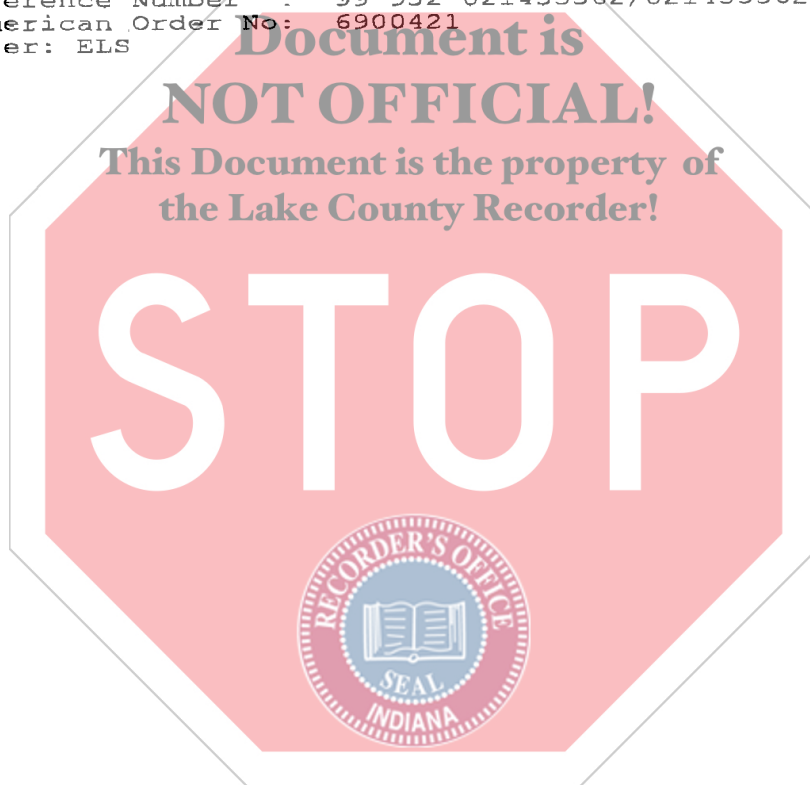 erican Order No: 6900421
er: ELS
Document is
NOT OFFICIAL!
This Document is the property of
the Lake County Recorder!
STOP
RECORDER'S OFFICE
SEAL
INDIANA